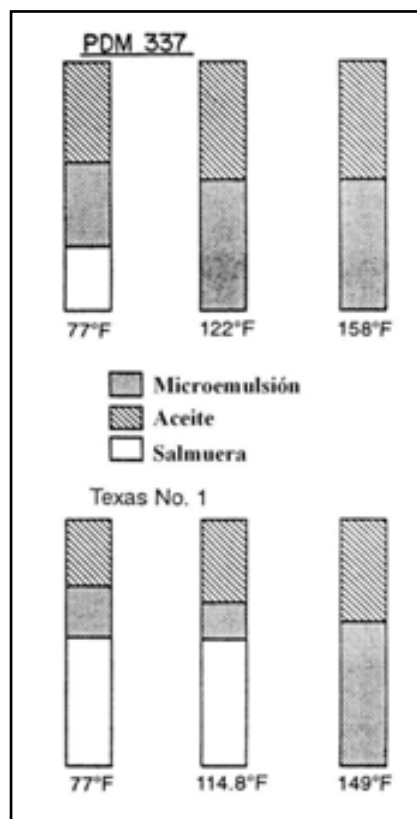 PDM 337
77°F 122°F 158°F
Microemulsión
Aceite
Salmuera
Texas No. 1
77°F 114.8°F 149°F